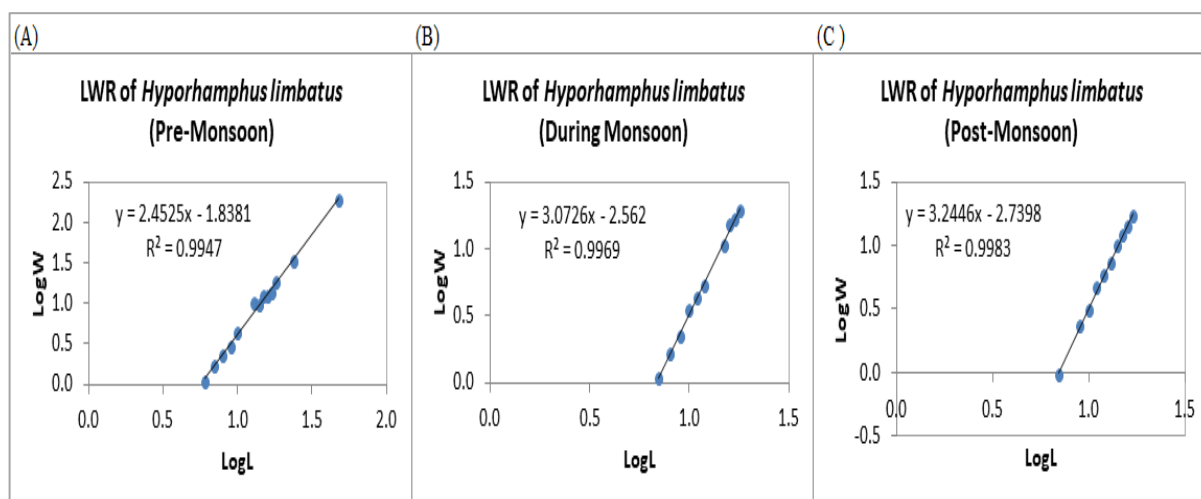 (A)
LWR of Hyporhamphus limbatus
(Pre-Monsoon)
2.5
2.0
1.5
1.0
0.5
0.0
y = 2.4525x - 1.8381
R² = 0.9947
LogW
0.0 0.5 1.0 1.5 2.0
LogL
(B)
LWR of Hyporhamphus limbatus
(During Monsoon)
1.5
1.0
0.5
0.0
y = 3.0726x - 2.562
R² = 0.9969
LogW
0.0 0.5 1.0 1.5
LogL
(C )
LWR of Hyporhamphus limbatus
(Post-Monsoon)
1.5
1.0
0.5
0.0
-0.5
y = 3.2446x - 2.7398
R² = 0.9983
LogW
0.0 0.5 1.0 1.5
LogL